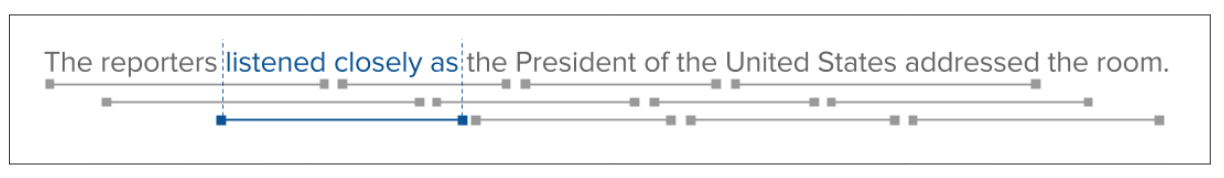 The reporters listened closely as the President of the United States addressed the room.